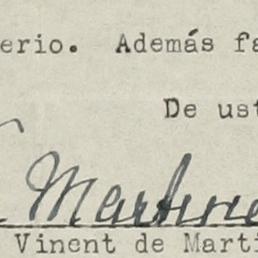 erio. Además fa
De ust
Martine
Vinent de Marti